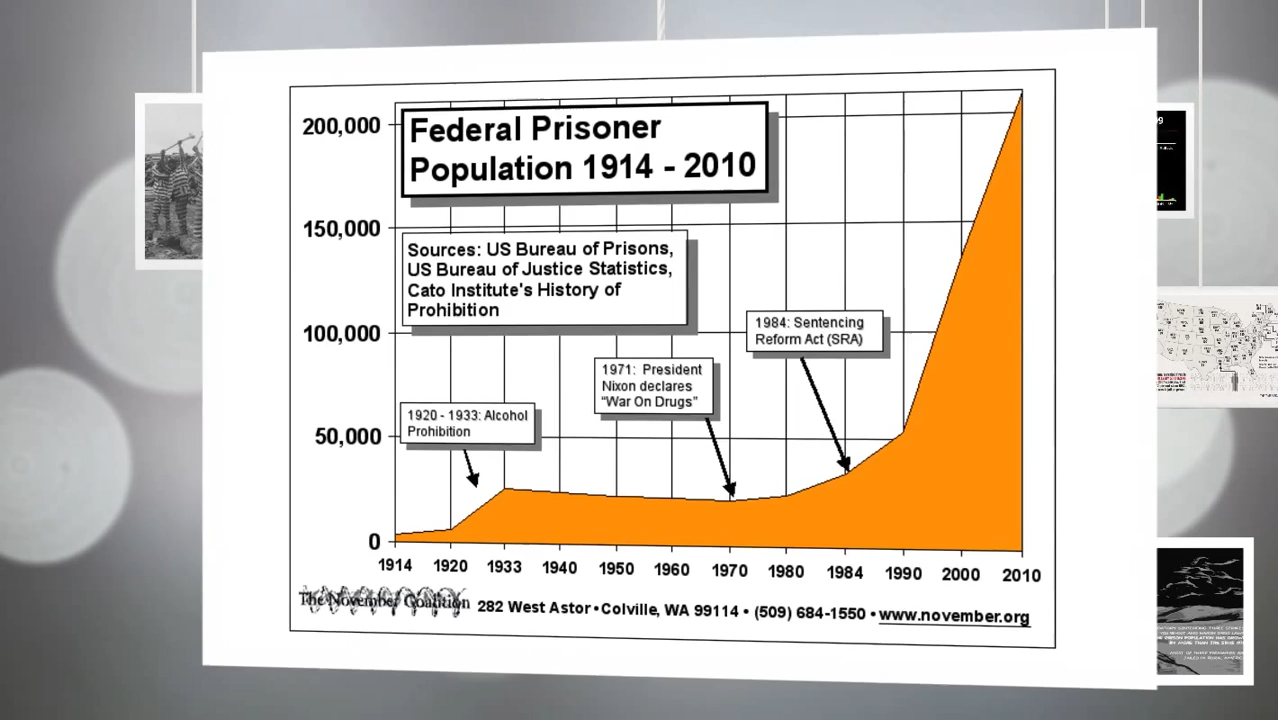 Federal Prisoner
Population 1914 - 2010
200,000
150,000
100,000
50,000
0
Sources: US Bureau of Prisons,
US Bureau of Justice Statistics,
Cato Institute's History of
Prohibition
1920 - 1933: Alcohol
Prohibition
1971: President
Nixon declares
"War On Drugs"
1984: Sentencing
Reform Act (SRA)
1914 1920 1933 1940 1950 1960 1970 1980 1984 1990 2000 2010
The November Coalition 282 West Astor • Colville, WA 99114 • (509) 684-1550 • www.november.org